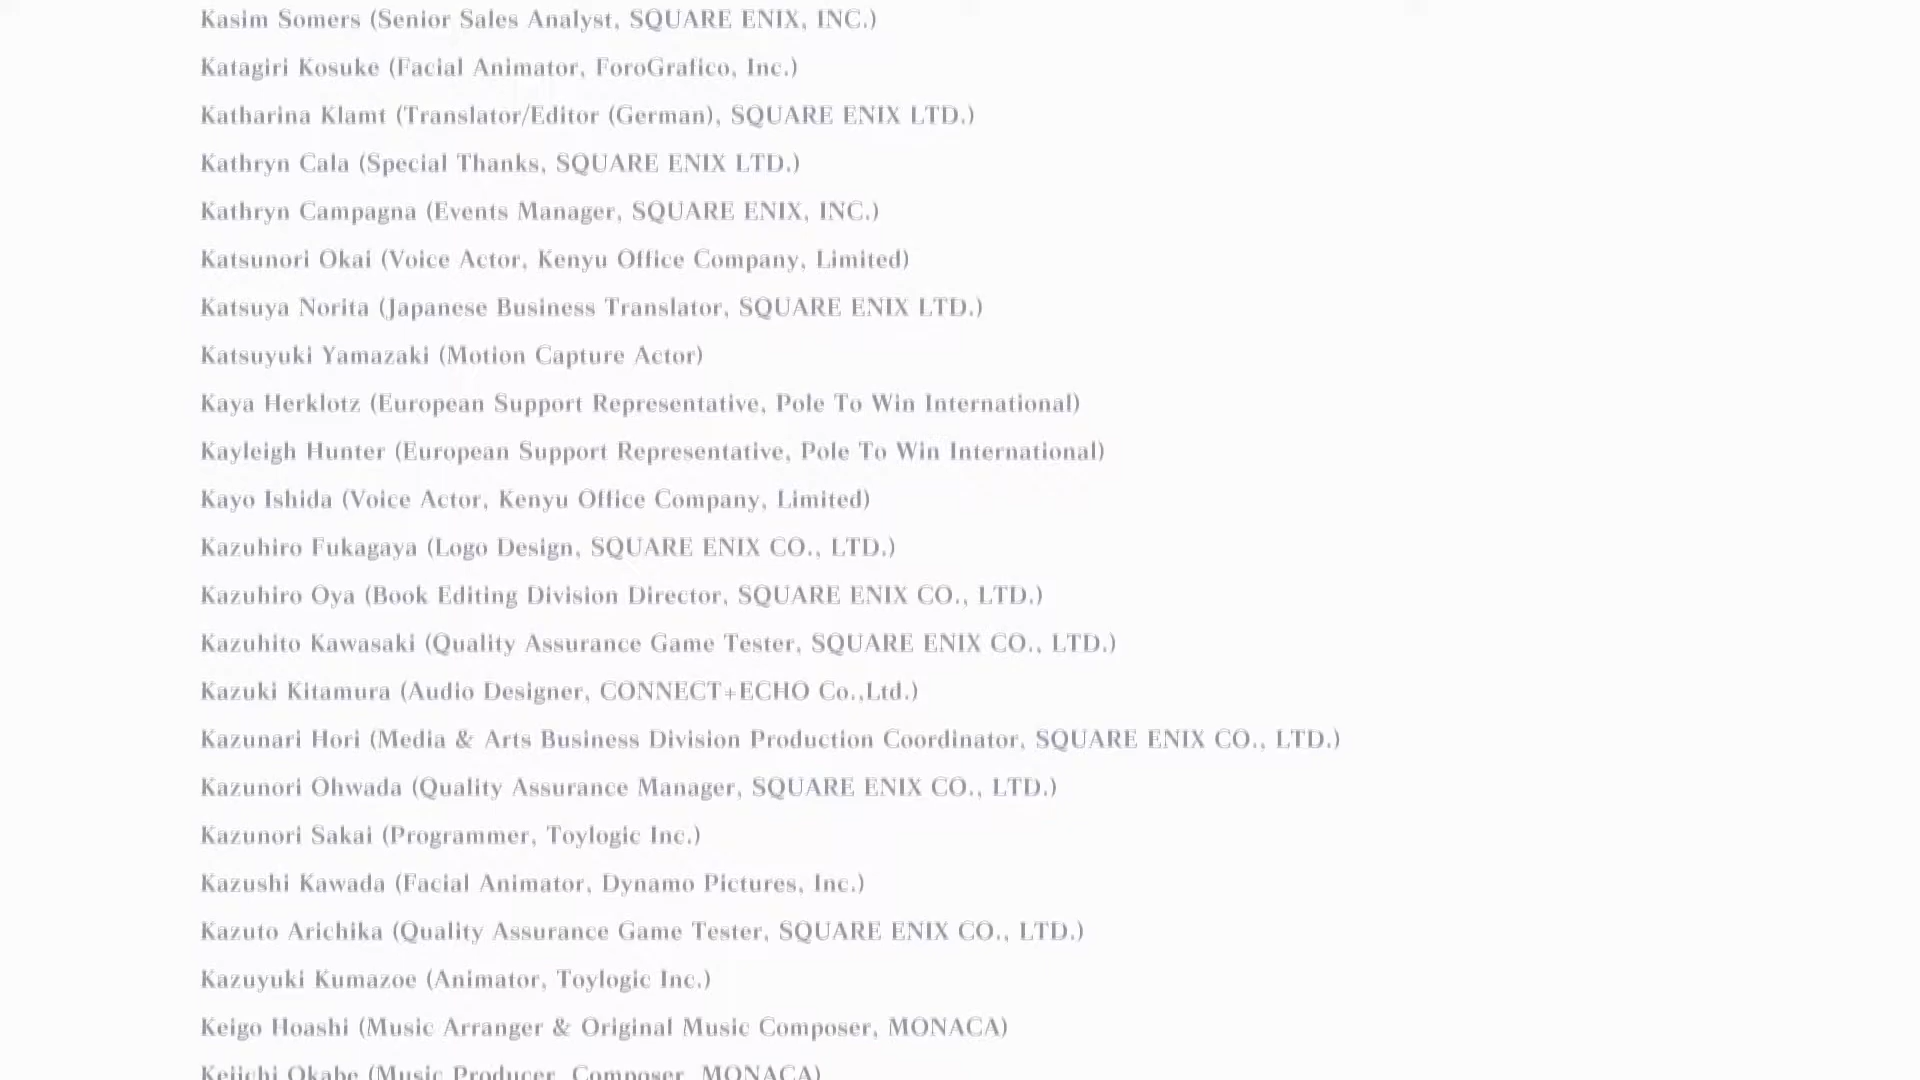 Kasim Somers (Senior Sales Analyst, SQUARE ENIX, INC.)
Katagiri Kosuke (Facial Animator, ForoGrafico, Inc.)
Katharina Klamt (Translator/Editor (German), SQUARE ENIX LTD.)
Kathryn Cala (Special Thanks, SQUARE ENIX LTD.)
Kathryn Campagna (Events Manager, SQUARE ENIX, INC.)
Katsunori Okai (Voice Actor, Kenyu Office Company, Limited)
Katsuya Norita (Japanese Business Translator, SQUARE ENIX LTD.)
Katsuyuki Yamazaki (Motion Capture Actor)
Kaya Herklotz (European Support Representative, Pole To Win International)
Kayleigh Hunter (European Support Representative, Pole To Win International)
Kayo Ishida (Voice Actor, Kenyu Office Company, Limited)
Kazuhiro Fukagaya (Logo Design, SQUARE ENIX CO., LTD.)
Kazuhiro Oya (Book Editing Division Director, SQUARE ENIX CO., LTD.)
Kazuhito Kawasaki (Quality Assurance Game Tester, SQUARE ENIX CO., LTD.)
Kazuki Kitamura (Audio Designer, CONNECT+ECHO Co.,Ltd.)
Kazunari Hori (Media & Arts Business Division Production Coordinator, SQUARE ENIX CO., LTD.)
Kazunori Ohwada (Quality Assurance Manager, SQUARE ENIX CO., LTD.)
Kazunori Sakai (Programmer, Toylogic Inc.)
Kazushi Kawada (Facial Animator, Dynamo Pictures, Inc.)
Kazuto Arichika (Quality Assurance Game Tester, SQUARE ENIX CO., LTD.)
Kazuyuki Kumazoe (Animator, Toylogic Inc.)
Keigo Hoashi (Music Arranger & Original Music Composer, MONACA)
Keiichi Okabe (Music Producer, Composer, MONACA)